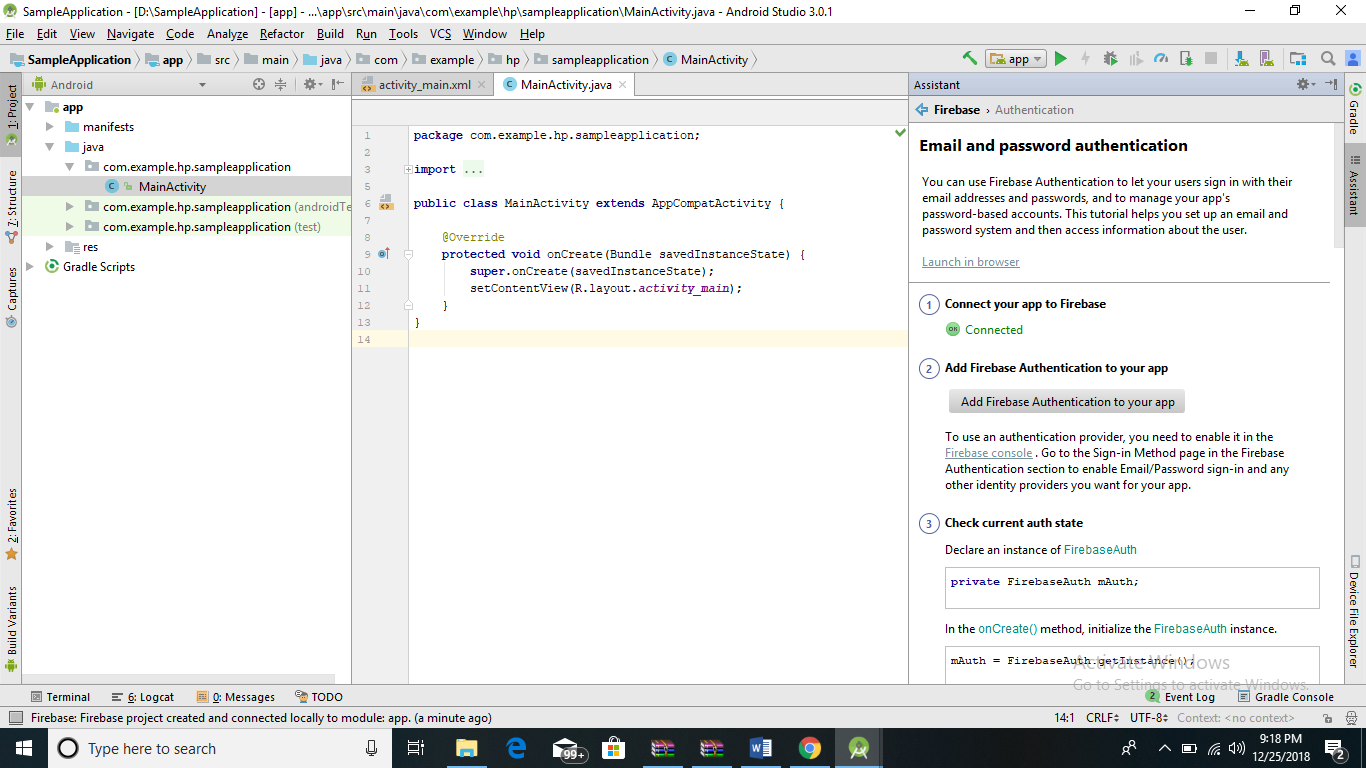 SampleApplication - [D:\SampleApplication] - [app] - ...\app\src\main\java\com\example\hp\sampleapplication\MainActivity.java - Android Studio 3.0.1
File Edit View Navigate Code Analyze Refactor Build Run Tools VCS Window Help
SampleApplication app src main java com example hp sampleapplication MainActivity
app
1: Project
7: Structure
Captures
2: Favorites
Build Variants
Android
app
manifests
java
com.example.hp.sampleapplication
MainActivity
com.example.hp.sampleapplication (androidTe
com.example.hp.sampleapplication (test)
res
Gradle Scripts
activity_main.xml
MainActivity.java
1 package com.example.hp.sampleapplication;
2
3 import ...
5
6 public class MainActivity extends AppCompatActivity {
7
8 @Override
9 protected void onCreate(Bundle savedInstanceState) {
10 super.onCreate(savedInstanceState);
11 setContentView(R.layout.activity_main);
12 }
13 }
14
Assistant
Firebase › Authentication
Email and password authentication
You can use Firebase Authentication to let your users sign in with their
email addresses and passwords, and to manage your app's
password-based accounts. This tutorial helps you set up an email and
password system and then access information about the user.
Launch in browser
1 Connect your app to Firebase
OK Connected
2 Add Firebase Authentication to your app
Add Firebase Authentication to your app
To use an authentication provider, you need to enable it in the
Firebase console . Go to the Sign-in Method page in the Firebase
Authentication section to enable Email/Password sign-in and any
other identity providers you want for your app.
3 Check current auth state
Declare an instance of FirebaseAuth
private FirebaseAuth mAuth;
In the onCreate() method, initialize the FirebaseAuth instance.
mAuth = FirebaseAuth.getInstance();
Activate Windows
Go to Settings to activate Windows.
Gradle
Assistant
Device File Explorer
Terminal 6: Logcat 0: Messages TODO
2 Event Log Gradle Console
Firebase: Firebase project created and connected locally to module: app. (a minute ago)
14:1 CRLF UTF-8 Context: <no context>
Type here to search
99+
9:18 PM
12/25/2018
2